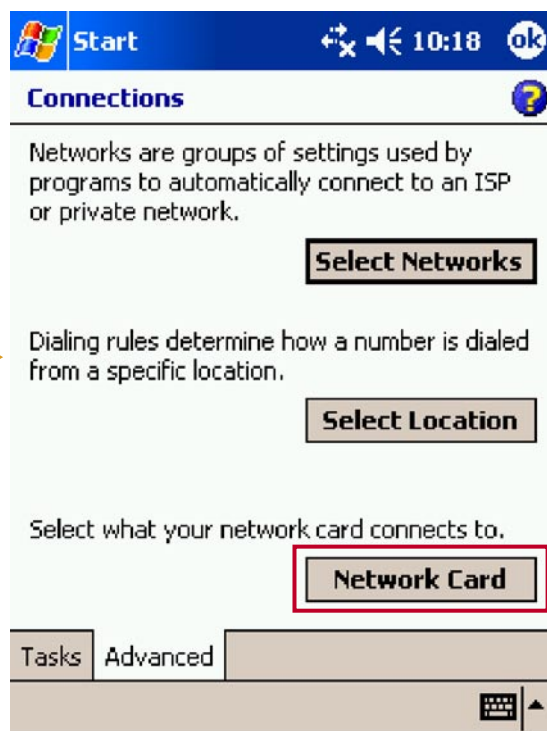 Start 10:18 ok
Connections ?
Networks are groups of settings used by
programs to automatically connect to an ISP
or private network.
Select Networks
Dialing rules determine how a number is dialed
from a specific location.
Select Location
Select what your network card connects to.
Network Card
Tasks Advanced